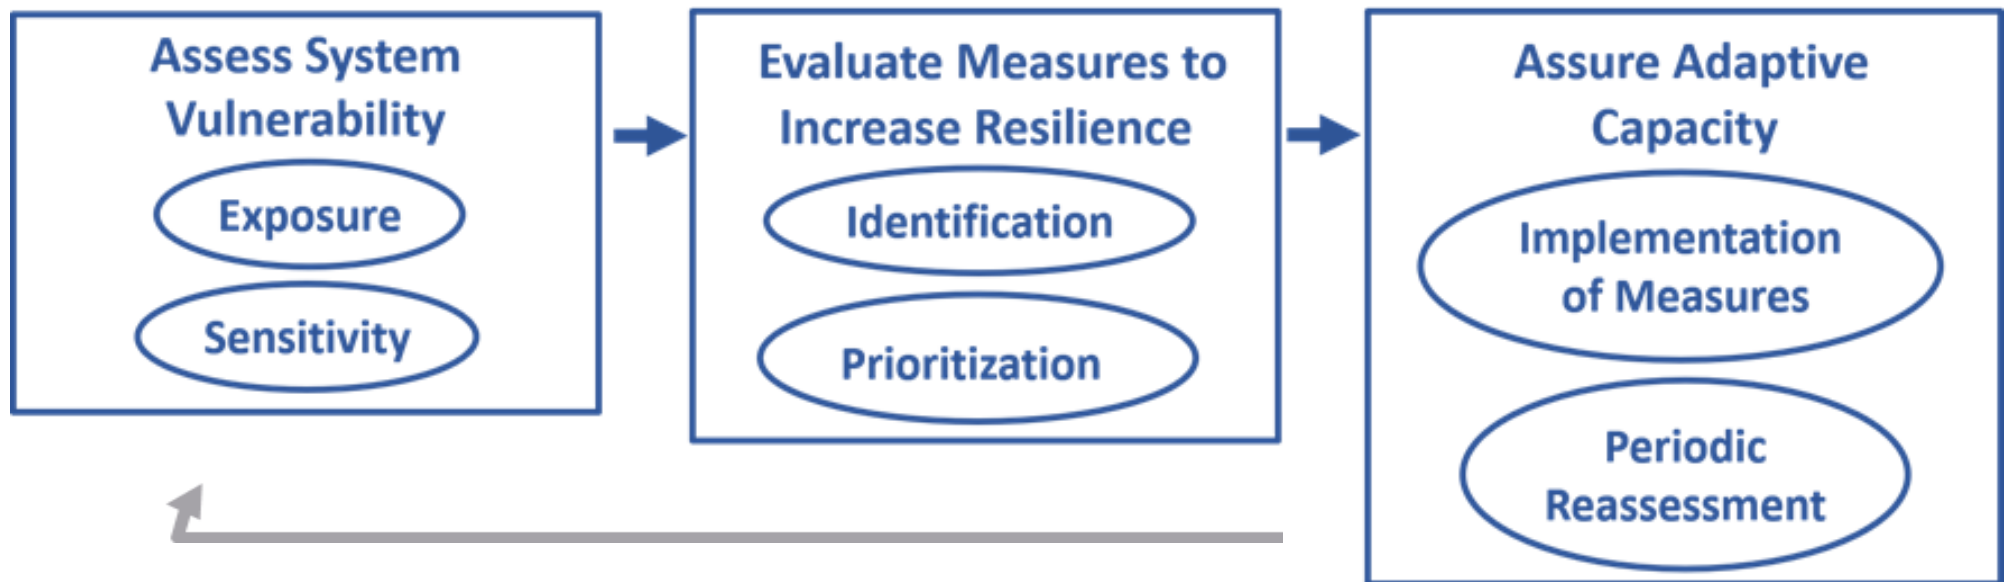 Assess System
Vulnerability
Exposure
Sensitivity
Evaluate Measures to
Increase Resilience
Identification
Prioritization
Assure Adaptive
Capacity
Implementation
of Measures
Periodic
Reassessment